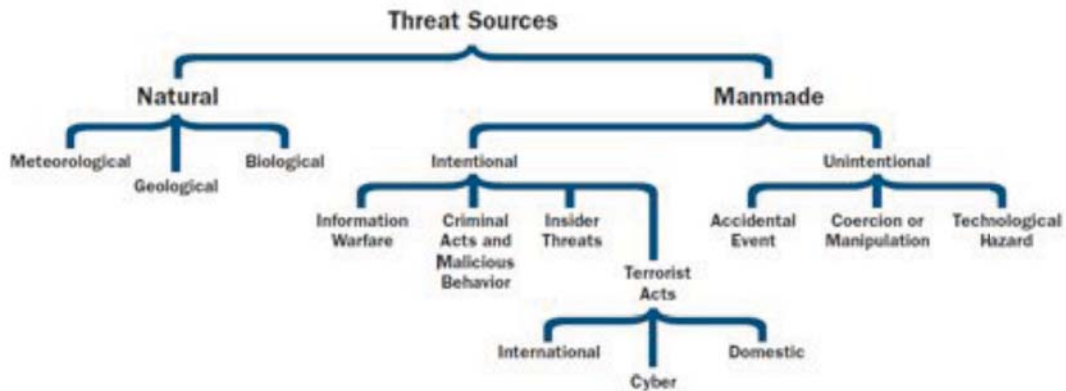 Threat Sources
Natural
Manmade
Meteorological
Geological
Biological
Intentional
Unintentional
Information
Warfare
Criminal
Acts and
Malicious
Behavior
Insider
Threats
Terrorist
Acts
International
Cyber
Domestic
Accidental
Event
Coercion or
Manipulation
Technological
Hazard